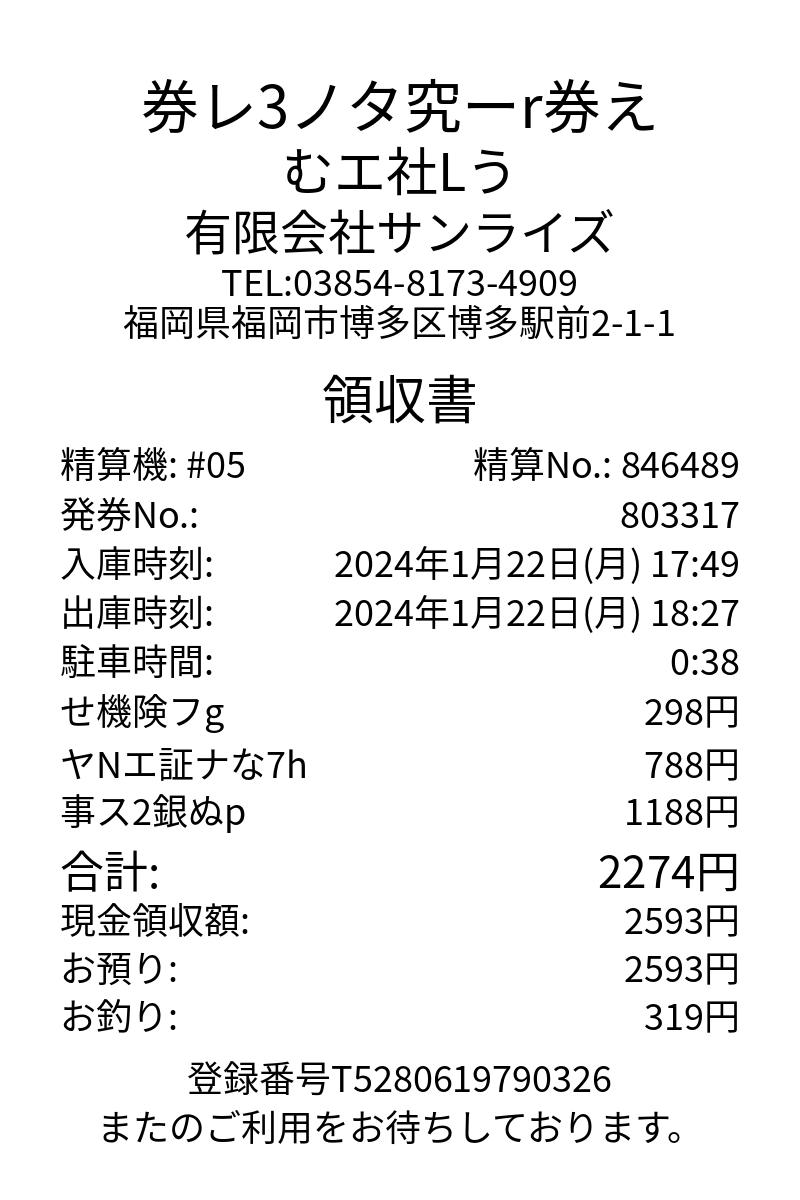 券レ3ノタ究ーr券え
むエ社Lう
有限会社サンライズ
TEL:03854-8173-4909
福岡県福岡市博多区博多駅前2-1-1
領収書
精算機: #05 精算No.: 846489
発券No.: 803317
入庫時刻: 2024年1月22日(月) 17:49
出庫時刻: 2024年1月22日(月) 18:27
駐車時間: 0:38
せ機険フg 298円
ヤNエ証ナな7h 788円
事ス2銀ぬp 1188円
合計: 2274円
現金領収額: 2593円
お預り: 2593円
お釣り: 319円
登録番号T5280619790326
またのご利用をお待ちしております。